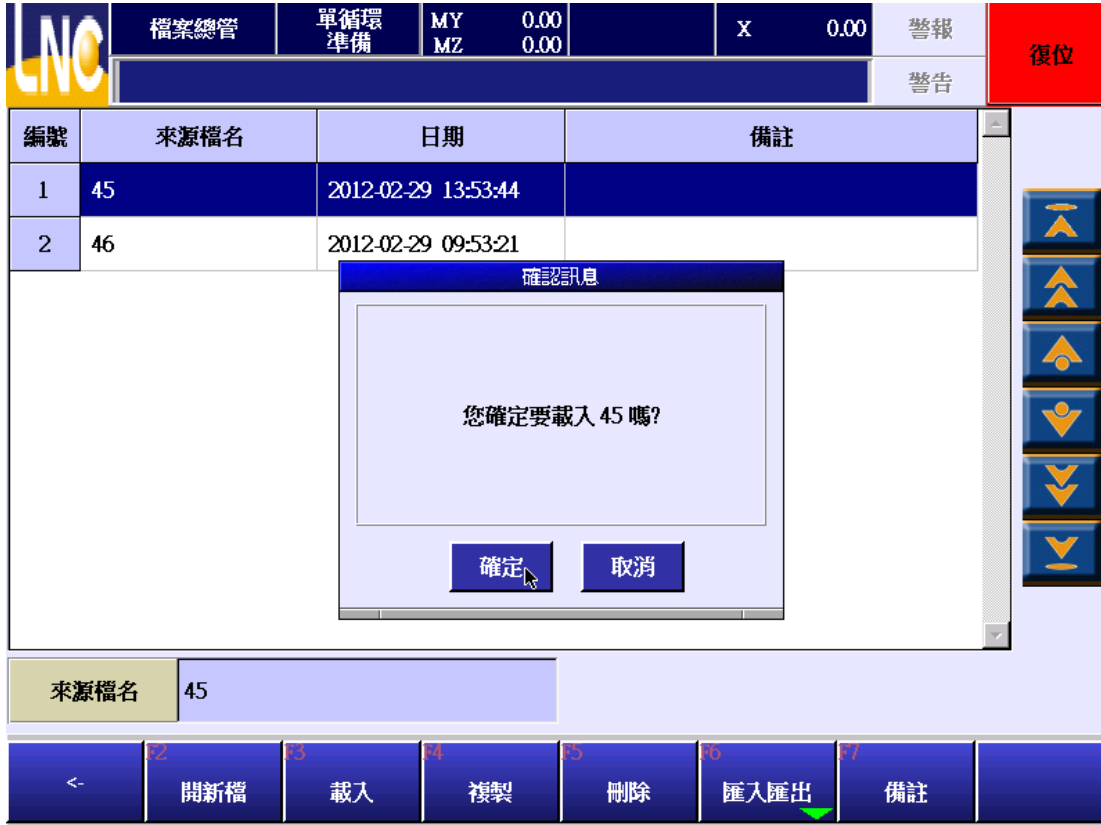 LNC
檔案總管
單循環
準備
MY 0.00
MZ 0.00
X 0.00
警報
警告
復位
編號 來源檔名 日期 備註
1 45 2012-02-29 13:53:44
2 46 2012-02-29 09:53:21
確認訊息
您確定要載入 45 嗎?
確定 取消
來源檔名 45
<-
F2 開新檔
F3 載入
F4 複製
F5 刪除
F6 匯入匯出
F7 備註